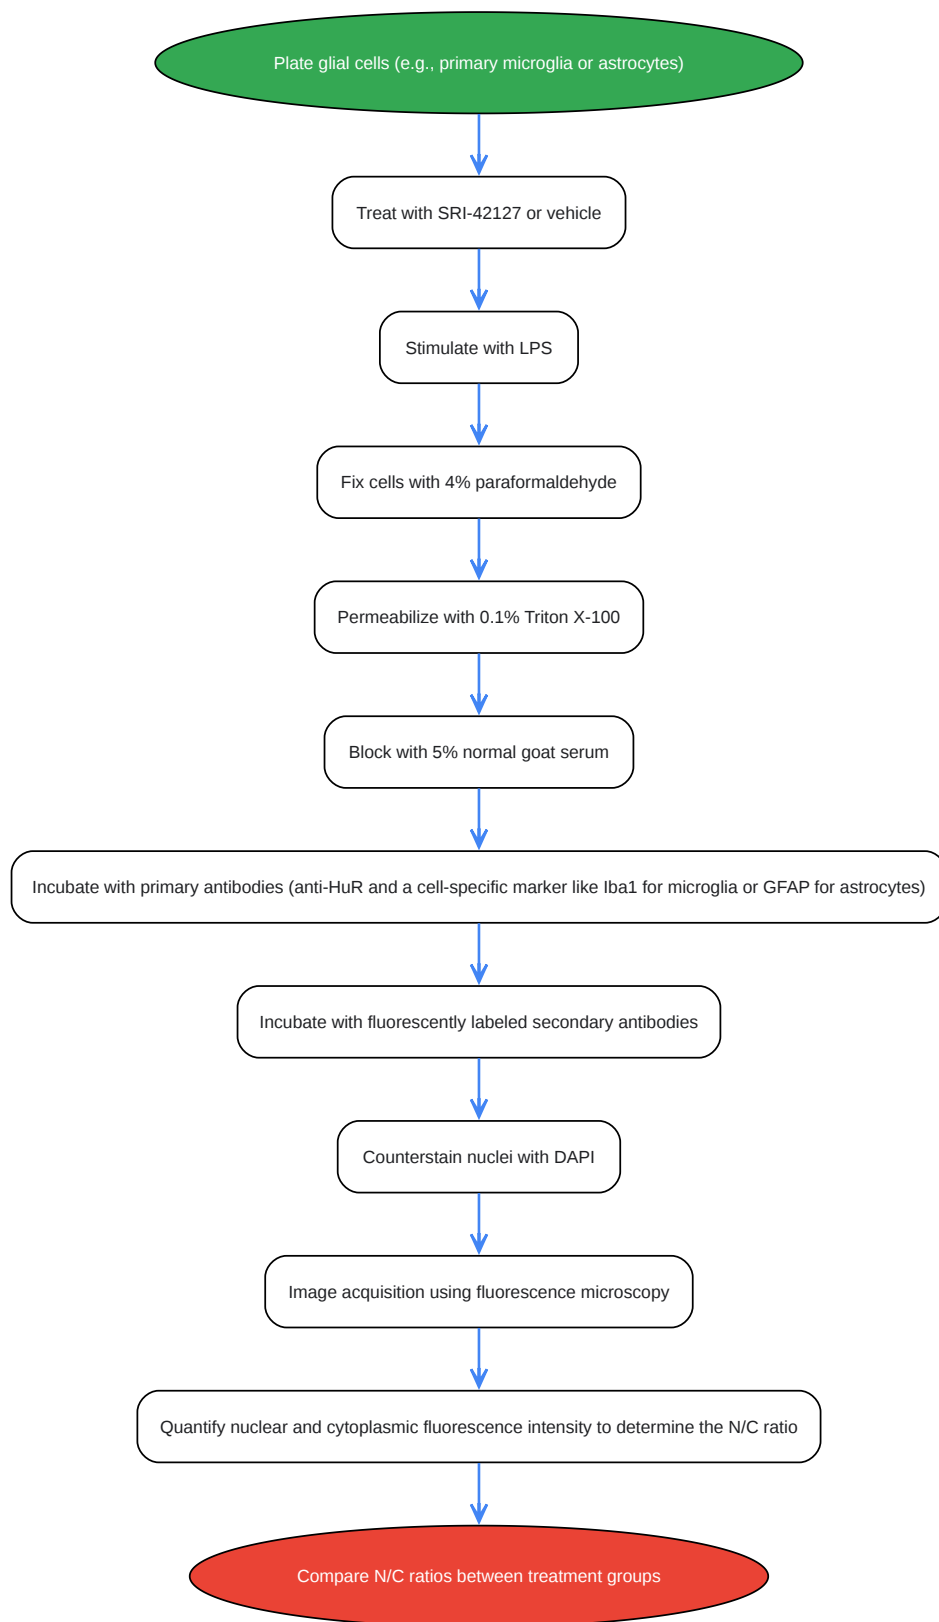 Plate glial cells (e.g., primary microglia or astrocytes)
Treat with SRI-42127 or vehicle
Stimulate with LPS
Fix cells with 4% paraformaldehyde
Permeabilize with 0.1% Triton X-100
Block with 5% normal goat serum
Incubate with primary antibodies (anti-HuR and a cell-specific marker like Iba1 for microglia or GFAP for astrocytes)
Incubate with fluorescently labeled secondary antibodies
Counterstain nuclei with DAPI
Image acquisition using fluorescence microscopy
Quantify nuclear and cytoplasmic fluorescence intensity to determine the N/C ratio
Compare N/C ratios between treatment groups